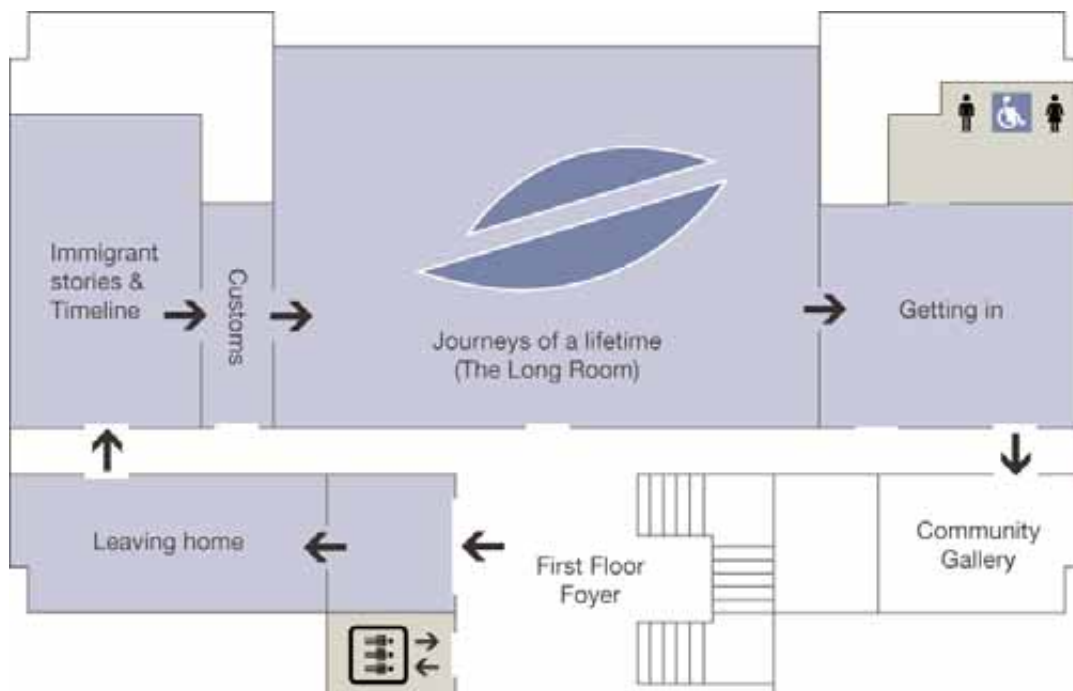 Immigrant
stories &
Timeline
Customs
Journeys of a lifetime
(The Long Room)
Getting in
Leaving home
First Floor
Foyer
Community
Gallery